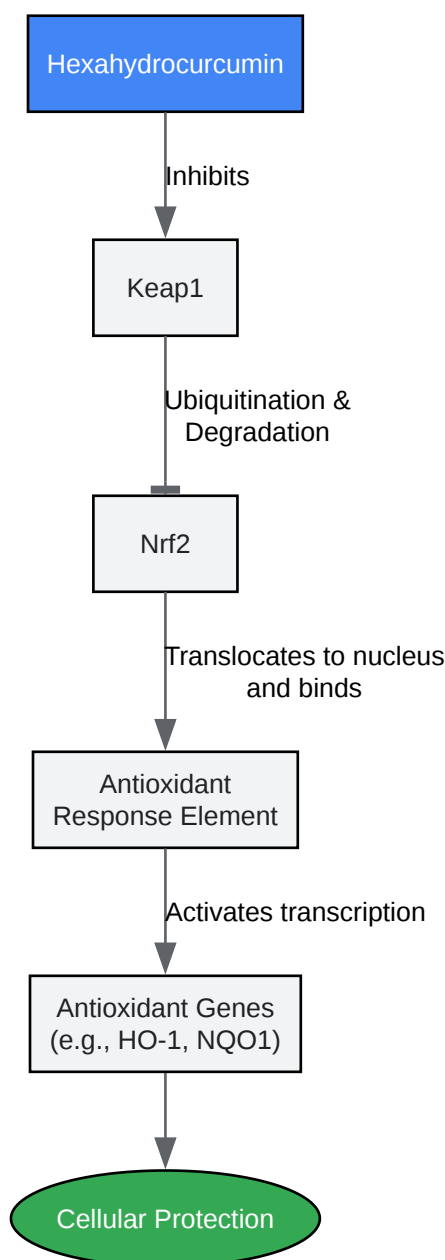 Hexahydrocurcumin
Inhibits
Keap1
Ubiquitination &
Degradation
Nrf2
Translocates to nucleus
and binds
Antioxidant
Response Element
Activates transcription
Antioxidant Genes
(e.g., HO-1, NQO1)
Cellular Protection